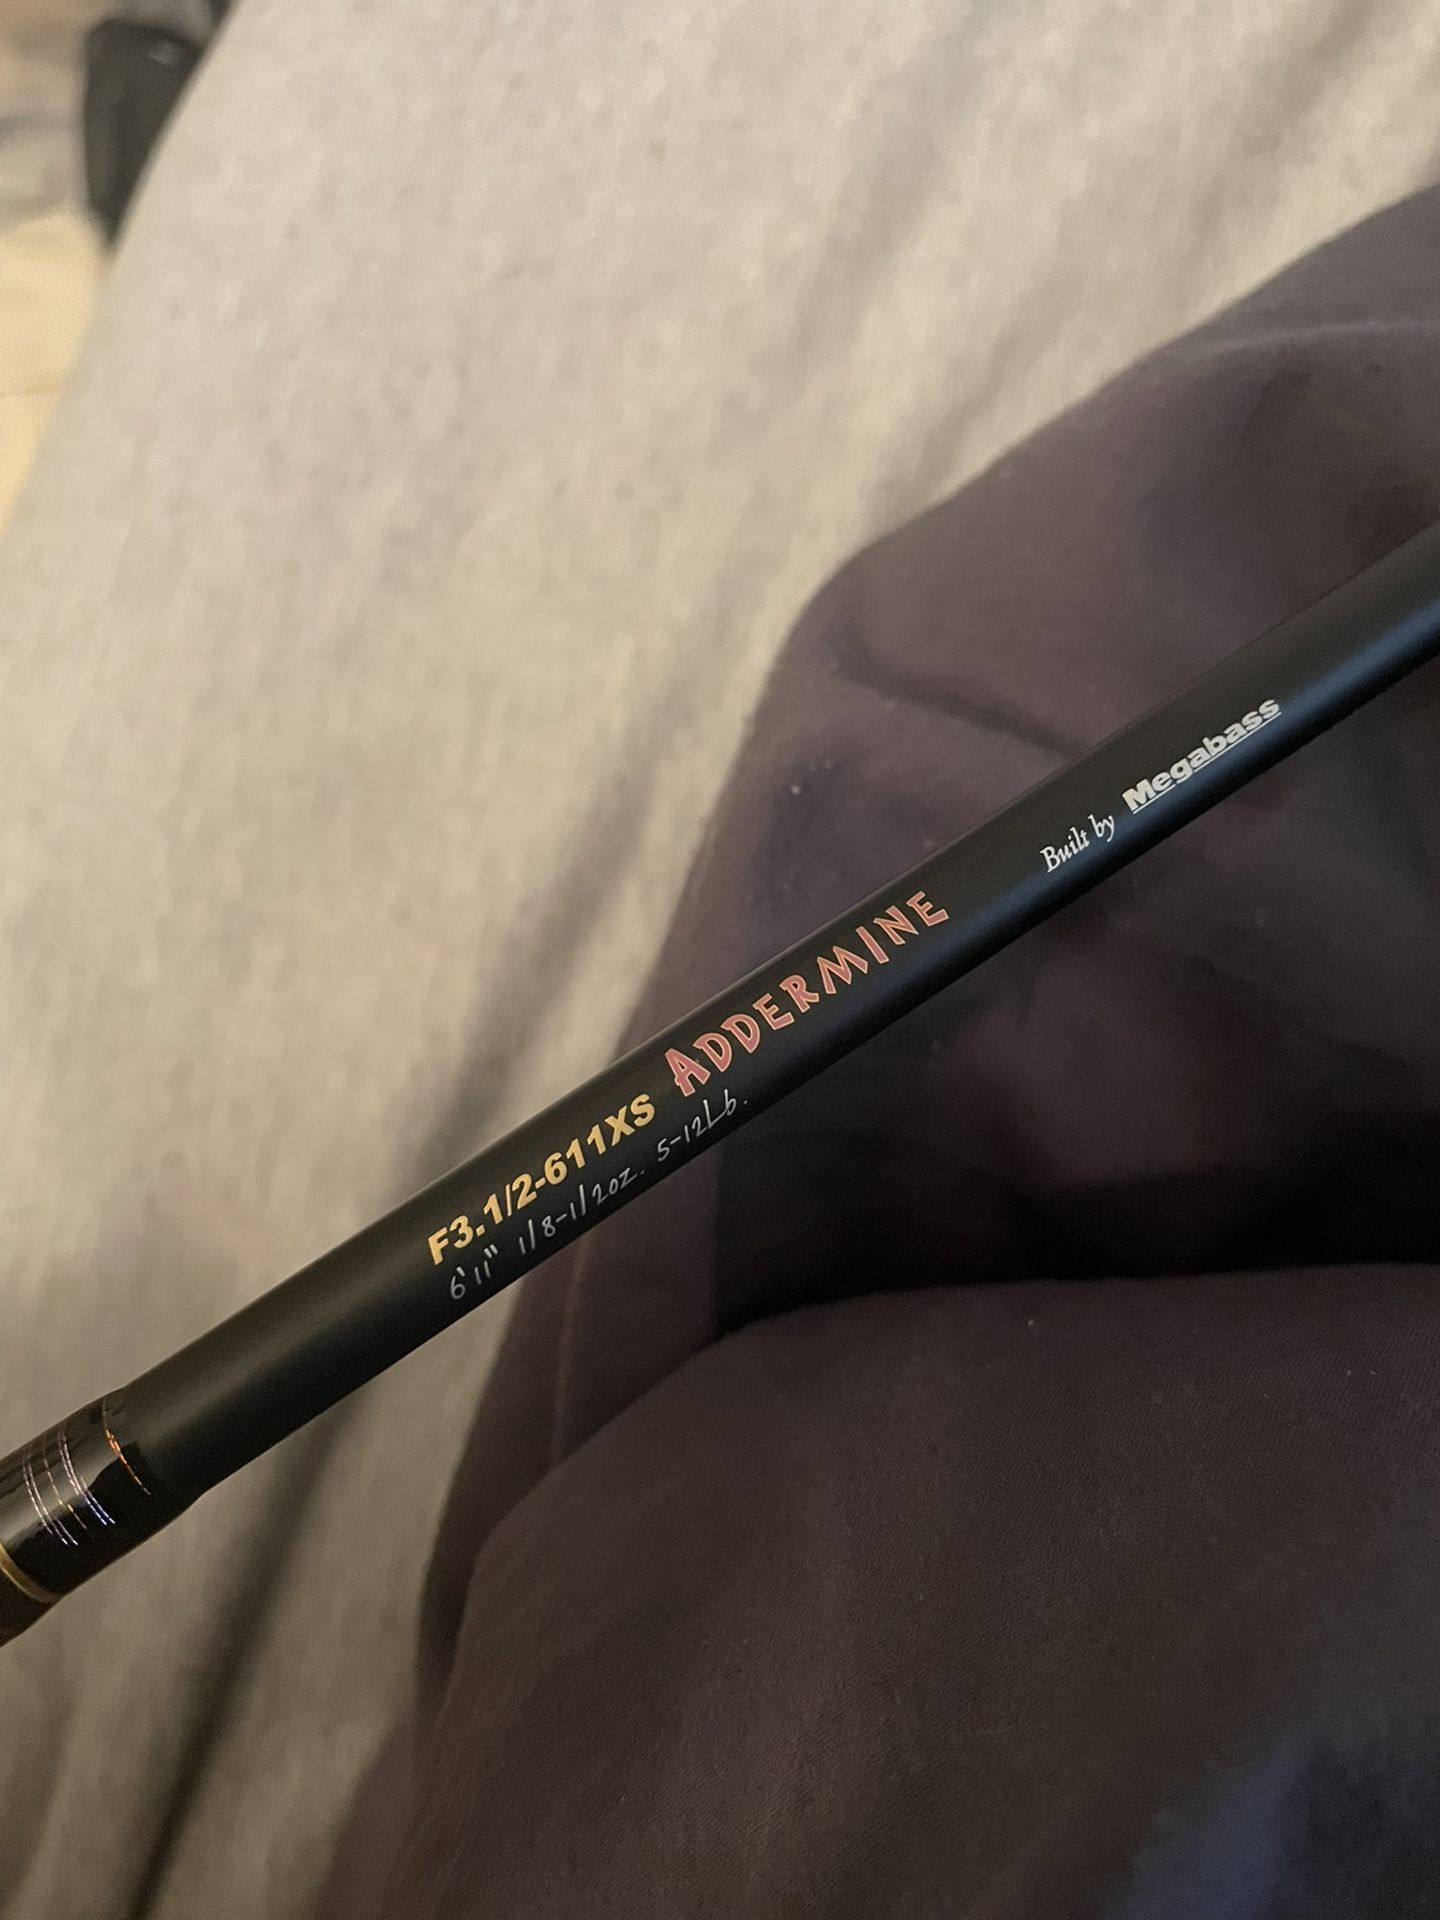 F3.1/2-611XS ADDERMINE Built by Megabass
6'11" 1/8-1/2oz. 5-12Lb.